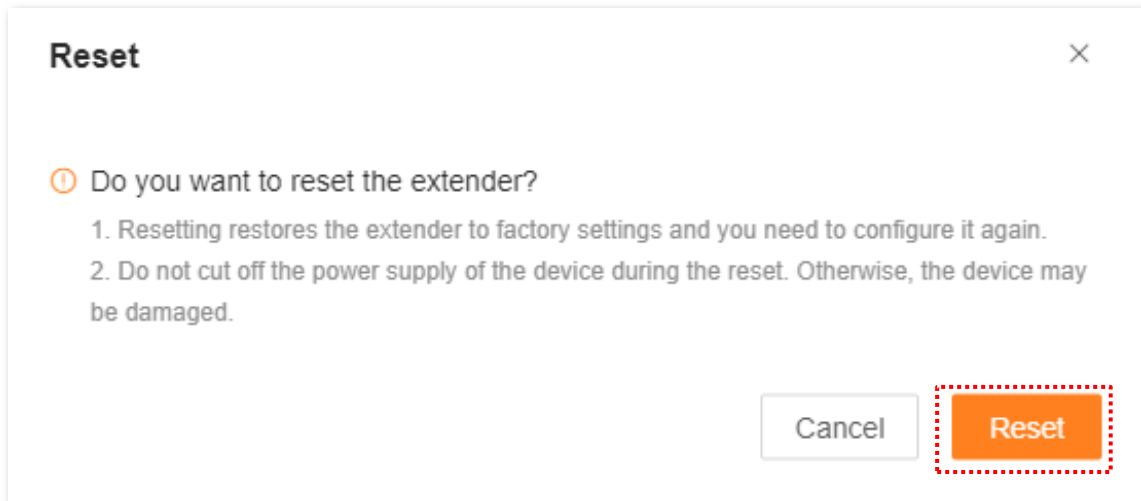 Reset
Do you want to reset the extender?
1. Resetting restores the extender to factory settings and you need to configure it again.
2. Do not cut off the power supply of the device during the reset. Otherwise, the device may
be damaged.
Cancel
Reset